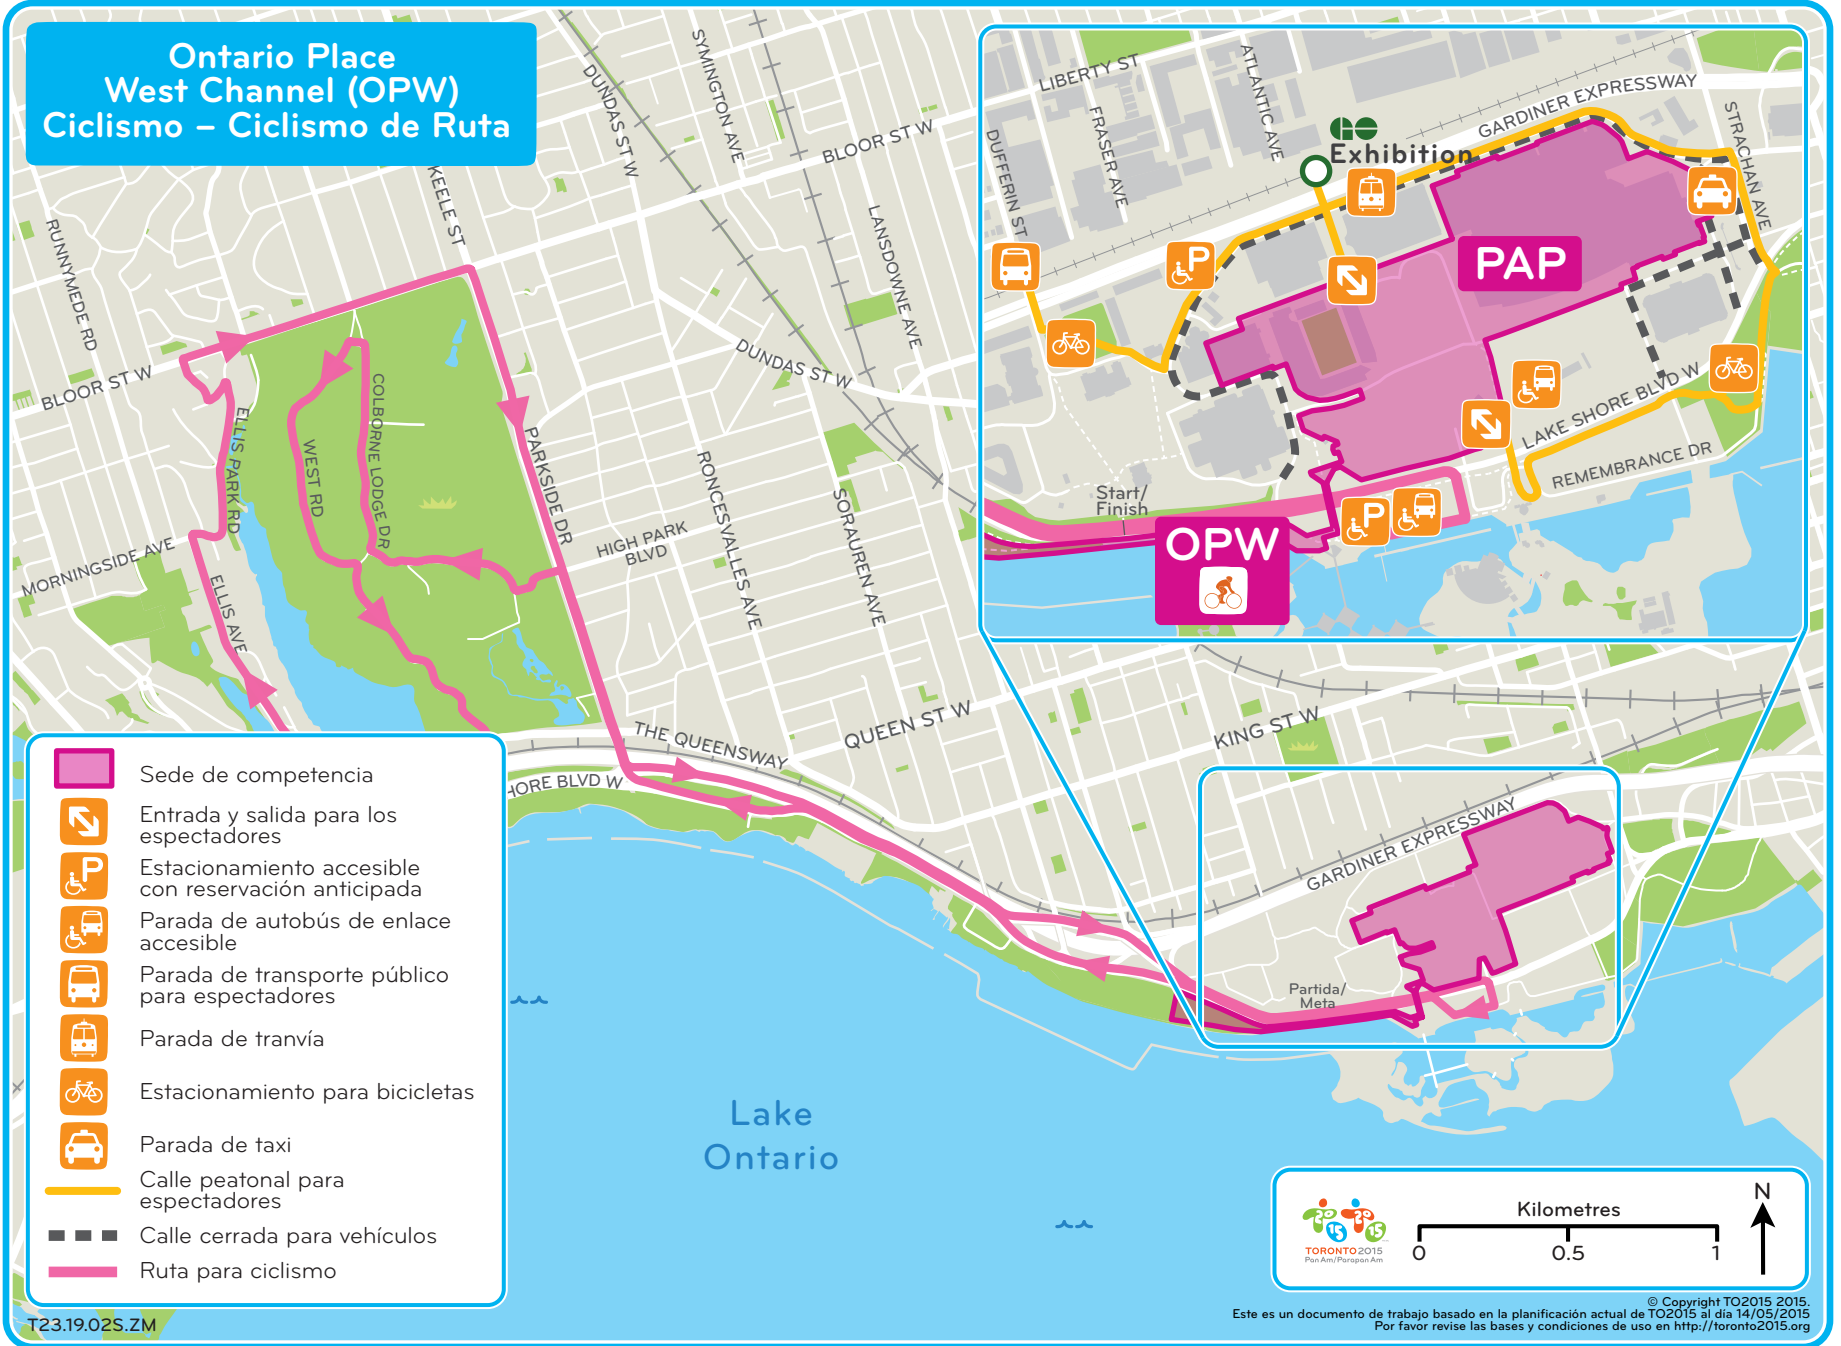 Ontario Place
West Channel (OPW)
Ciclismo – Ciclismo de Ruta
RUNNYMEDE RD
KEELE ST
DUNDAS ST W
SYMINGTON AVE
BLOOR ST W
LANSDOWNE AVE
DUNDAS ST W
BLOOR ST W
ELLIS PARK RD
WEST RD
COLBORNE LODGE DR
PARKSIDE DR
MORNINGSIDE AVE
ELLIS AVE
HIGH PARK
BLVD
RONCESVALLES AVE
SORAUREN AVE
THE QUEENSWAY
QUEEN ST W
KING ST W
HORE BLVD W
GARDINER EXPRESSWAY
Partida/
Meta
Lake
Ontario
LIBERTY ST
ATLANTIC AVE
FRASER AVE
DUFFERIN ST
GARDINER EXPRESSWAY
STRACHAN AVE
GO
Exhibition
P
PAP
LAKE SHORE BLVD W
REMEMBRANCE DR
Start/
Finish
P
OPW
Sede de competencia
Entrada y salida para los
espectadores
P
Estacionamiento accesible
con reservación anticipada
Parada de autobús de enlace
accesible
Parada de transporte público
para espectadores
Parada de tranvía
Estacionamiento para bicicletas
Parada de taxi
Calle peatonal para
espectadores
Calle cerrada para vehículos
Ruta para ciclismo
T23.19.02S.ZM
TORONTO 2015
Pan Am/Parapan Am
Kilometres
0
0.5
1
N
© Copyright TO2015 2015.
Este es un documento de trabajo basado en la planificación actual de TO2015 al día 14/05/2015
Por favor revise las bases y condiciones de uso en http://toronto2015.org